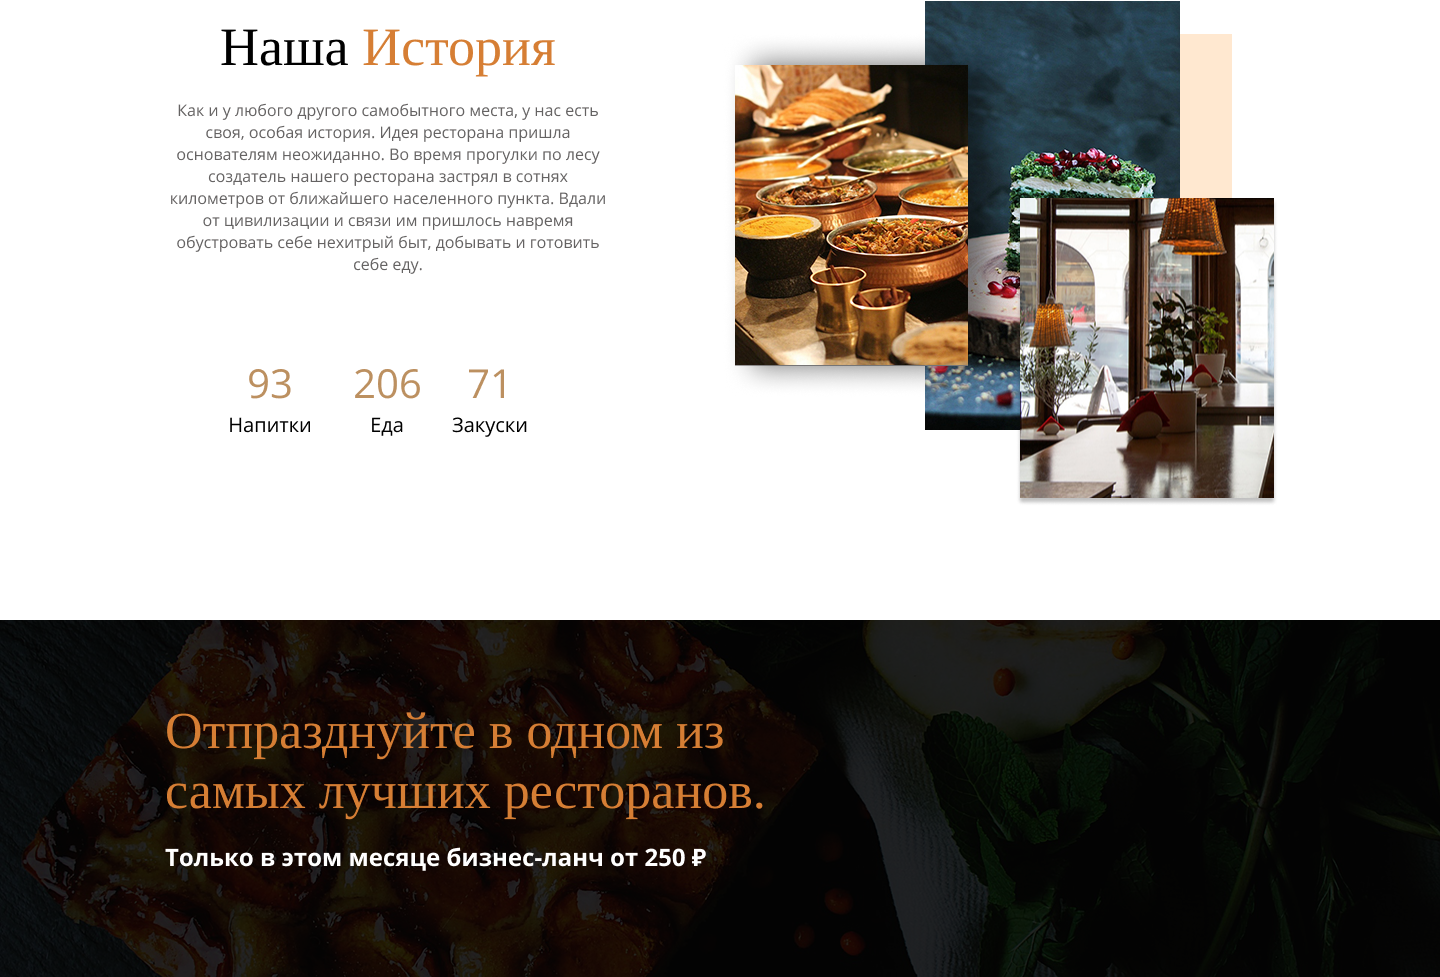 Наша История
Как и у любого другого самобытного места, у нас есть
своя, особая история. Идея ресторана пришла
основателям неожиданно. Во время прогулки по лесу
создатель нашего ресторана застрял в сотнях
километров от ближайшего населенного пункта. Вдали
от цивилизации и связи им пришлось навремя
обустровать себе нехитрый быт, добывать и готовить
себе еду.
93 206 71
Напитки Еда Закуски
Отпразднуйте в одном из
самых лучших ресторанов.
Только в этом месяце бизнес-ланч от 250 ₽